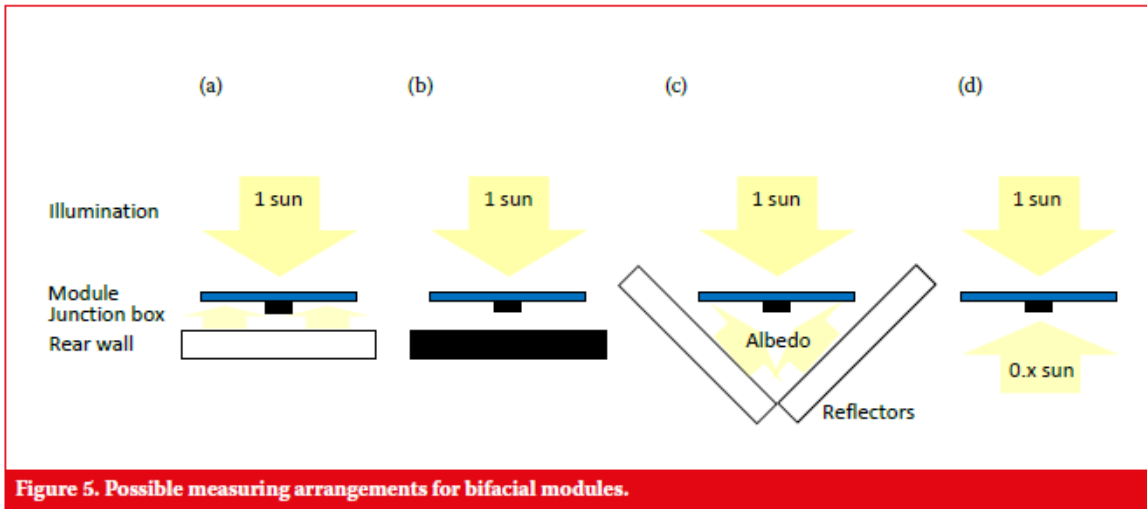 (a) (b) (c) (d)
Illumination 1 sun 1 sun 1 sun 1 sun
Module
Junction box
Rear wall
Albedo
0.x sun
Reflectors
Figure 5. Possible measuring arrangements for bifacial modules.